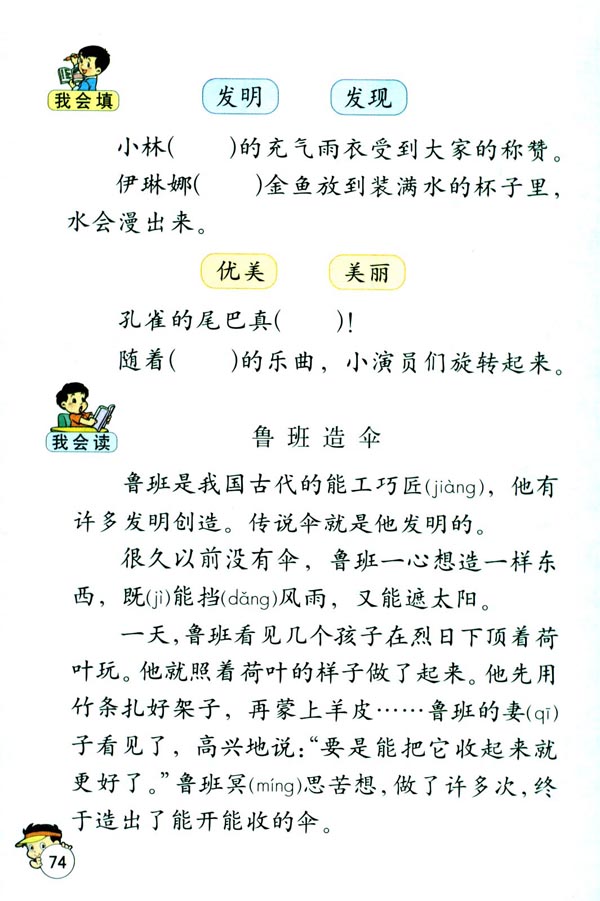 我会填
发明 发现
小林(  )的充气雨衣受到大家的称赞。
伊琳娜(  )金鱼放到装满水的杯子里，
水会漫出来。
优美 美丽
孔雀的尾巴真(  )!
随着(  )的乐曲，小演员们旋转起来。
我会读
鲁班造伞
鲁班是我国古代的能工巧匠(jiàng)，他有
许多发明创造。传说伞就是他发明的。
很久以前没有伞，鲁班一心想造一样东
西，既(jì)能挡(dǎng)风雨，又能遮太阳。
一天，鲁班看见几个孩子在烈日下顶着荷
叶玩。他就照着荷叶的样子做了起来。他先用
竹条扎好架子，再蒙上羊皮……鲁班的妻(qī)
子看见了，高兴地说：“要是能把它收起来就
更好了。”鲁班冥(míng)思苦想，做了许多次，终
于造出了能开能收的伞。
74